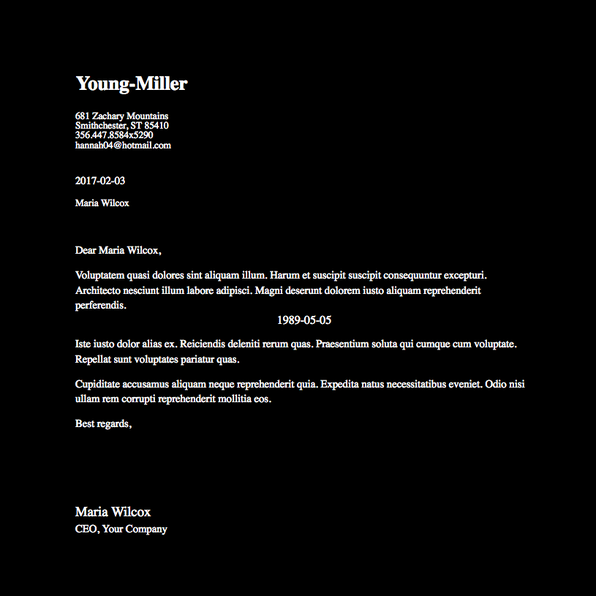 Young-Miller
681 Zachary Mountains
Smithchester, ST 85410
356.447.8584x5290
hannah04@hotmail.com
2017-02-03
Maria Wilcox
Dear Maria Wilcox,
Voluptatem quasi dolores sint aliquam illum. Harum et suscipit suscipit consequuntur excepturi.
Architecto nesciunt illum labore adipisci. Magni deserunt dolorem iusto aliquam reprehenderit
perferendis.
1989-05-05
Iste iusto dolor alias ex. Reiciendis deleniti rerum quas. Praesentium soluta qui cumque cum voluptate.
Repellat sunt voluptates pariatur quas.
Cupiditate accusamus aliquam neque reprehenderit quia. Expedita natus necessitatibus eveniet. Odio nisi
ullam rem corrupti reprehenderit mollitia eos.
Best regards,
Maria Wilcox
CEO, Your Company